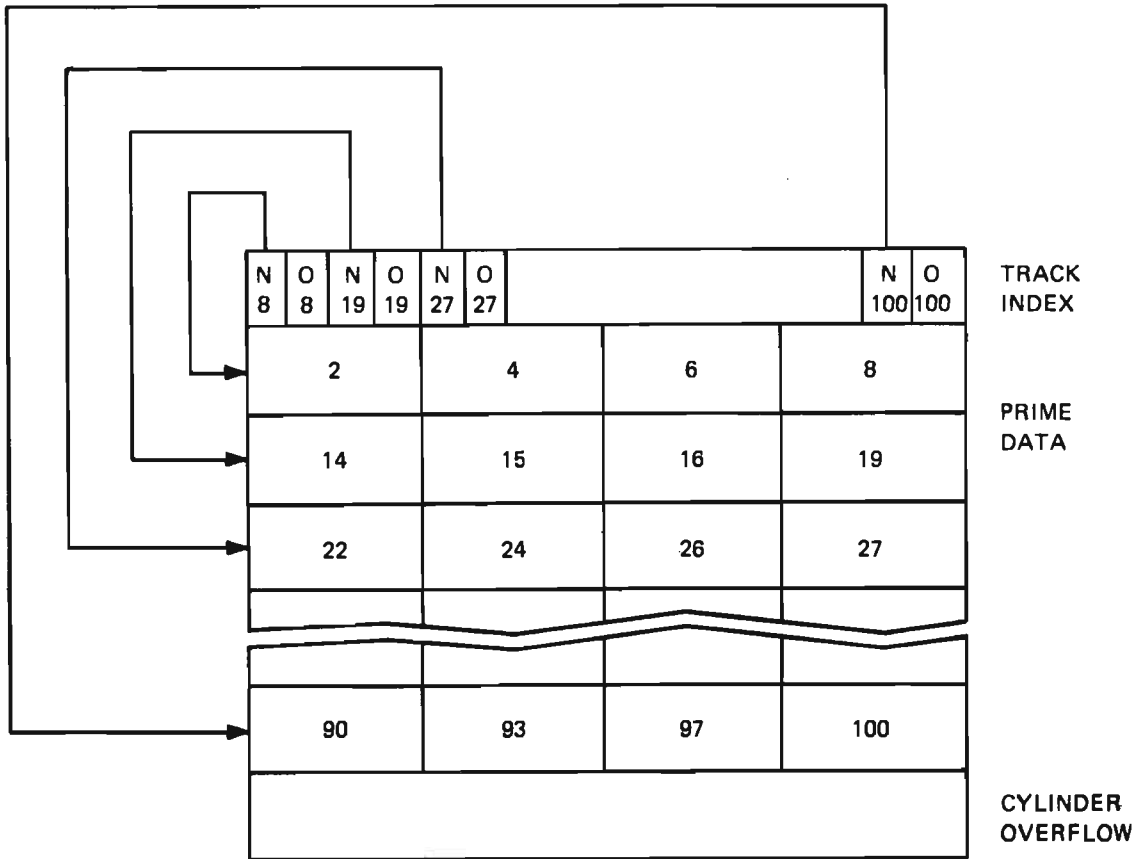 N O N O N O N O
8 8 19 19 27 27 100 100
TRACK
INDEX
2 4 6 8
PRIME
DATA
14 15 16 19
22 24 26 27
90 93 97 100
CYLINDER
OVERFLOW